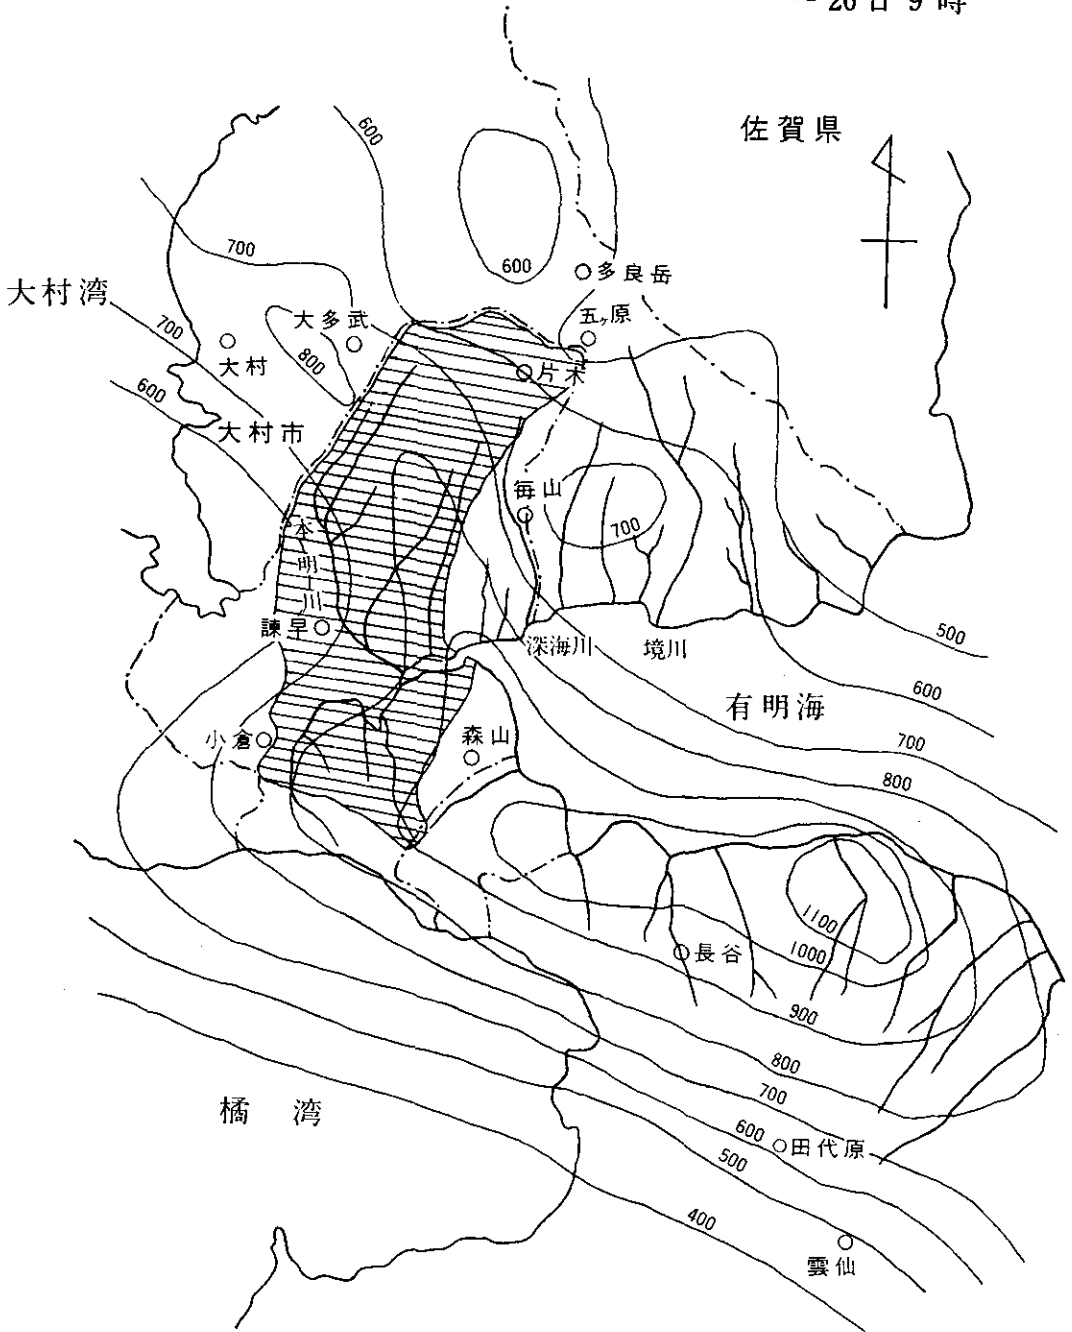 26日9時
佐賀県
600
700
600
多良岳
大村湾
五ヶ原
大多武
700
大村
800
片木
600
大村市
毎山
700
本明川
諫早
深海川
境川
500
600
有明海
小倉
森山
700
800
1100
1000
長谷
900
800
橘湾
700
600
田代原
500
400
雲仙